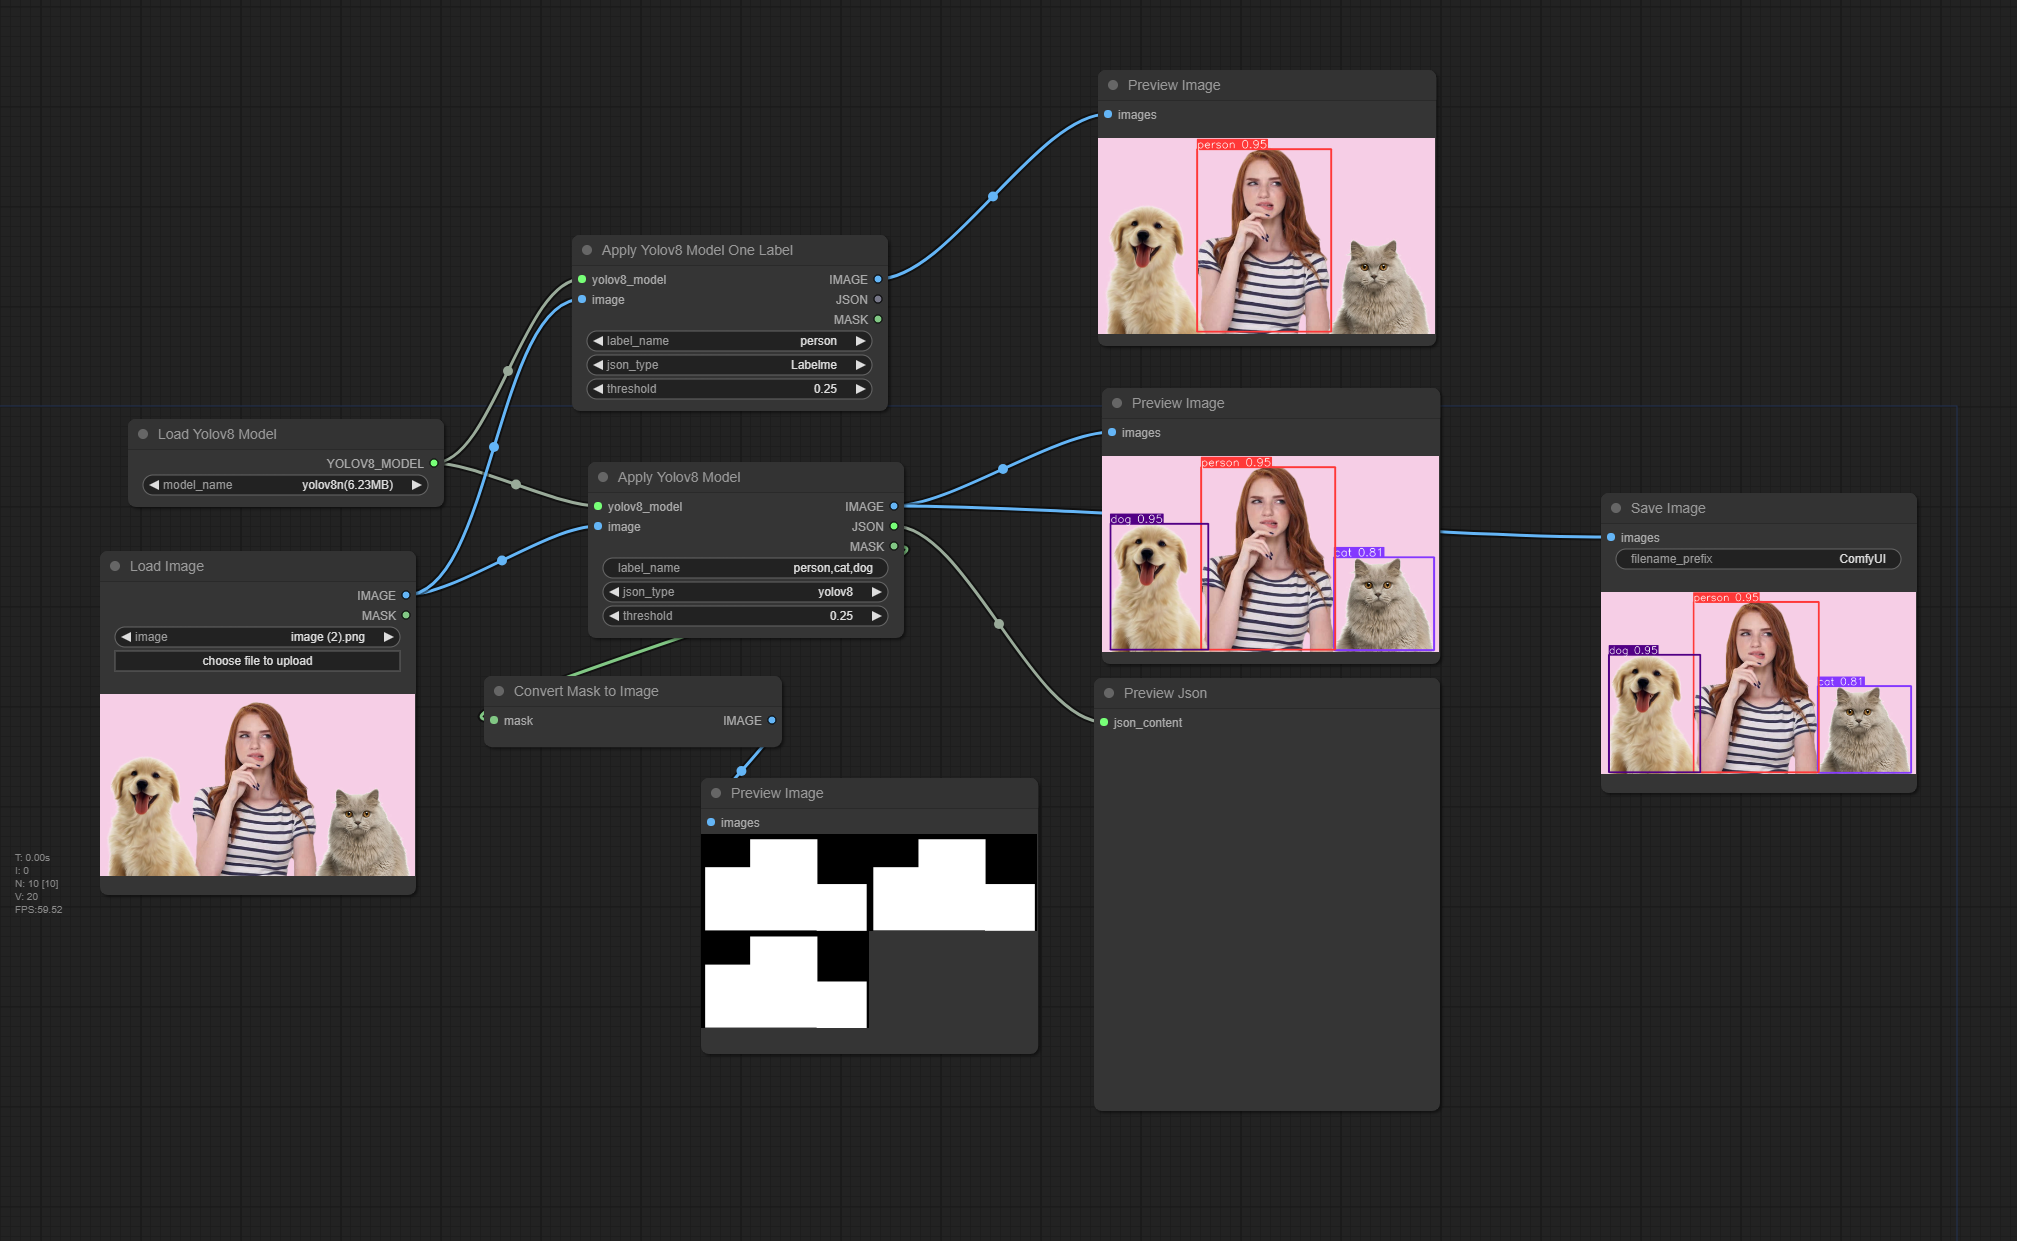 Preview Image
images
person 0.95
Apply Yolov8 Model One Label
yolov8_model
IMAGE
image
JSON
MASK
label_name
person
json_type
Labelme
threshold
0.25
Load Yolov8 Model
YOLOV8_MODEL
model_name
yolov8n(6.23MB)
Preview Image
images
person 0.95
dog 0.95
cat 0.81
Apply Yolov8 Model
yolov8_model
IMAGE
image
JSON
MASK
label_name
person,cat,dog
json_type
yolov8
threshold
0.25
Save Image
images
filename_prefix
ComfyUI
person 0.95
dog 0.95
cat 0.81
Load Image
IMAGE
MASK
image
image (2).png
choose file to upload
Convert Mask to Image
mask
IMAGE
Preview Json
json_content
Preview Image
images
T: 0.00s
I: 0
N: 10 [10]
V: 20
FPS:59.52